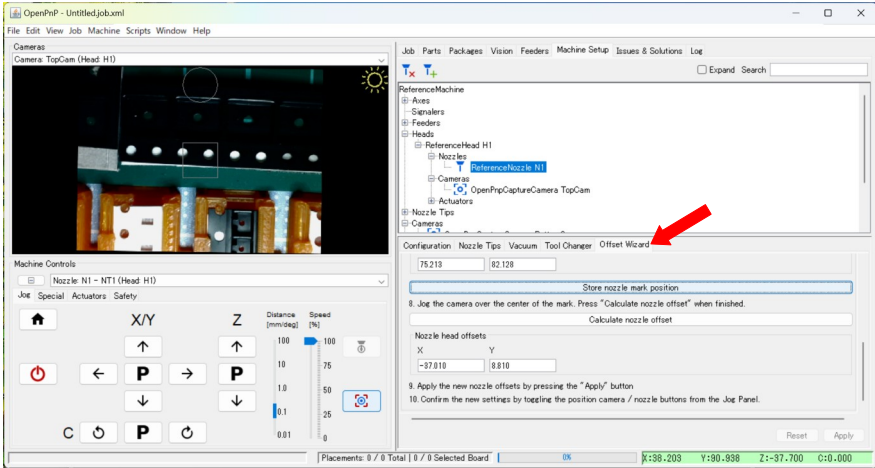 OpenPnP - Untitled.job.xml
File Edit View Job Machine Scripts Window Help
Cameras
Camera: TopCam (Head: H1)
Machine Controls
Nozzle: N1 - NT1 (Head: H1)
Jog Special Actuators Safety
X/Y
Z
Distance
[mm/deg]
Speed
[%]
100
10
1.0
0.1
0.01
100
75
50
25
0
P
P
C
P
Job Parts Packages Vision Feeders Machine Setup Issues & Solutions Log
Expand Search
ReferenceMachine
Axes
Signalers
Feeders
Heads
ReferenceHead H1
Nozzles
ReferenceNozzle N1
Cameras
OpenPnpCaptureCamera TopCam
Actuators
Nozzle Tips
Cameras
Configuration Nozzle Tips Vacuum Tool Changer Offset Wizard
75.213 82.128
Store nozzle mark position
8. Jog the camera over the center of the mark. Press "Calculate nozzle offset" when finished.
Calculate nozzle offset
Nozzle head offsets
X Y
-37.010 8.810
9. Apply the new nozzle offsets by pressing the "Apply" button
10. Confirm the new settings by toggling the position camera / nozzle buttons from the Jog Panel.
Reset Apply
Placements: 0 / 0 Total | 0 / 0 Selected Board
0%
X:38.203 Y:90.938 Z:-37.700 C:0.000